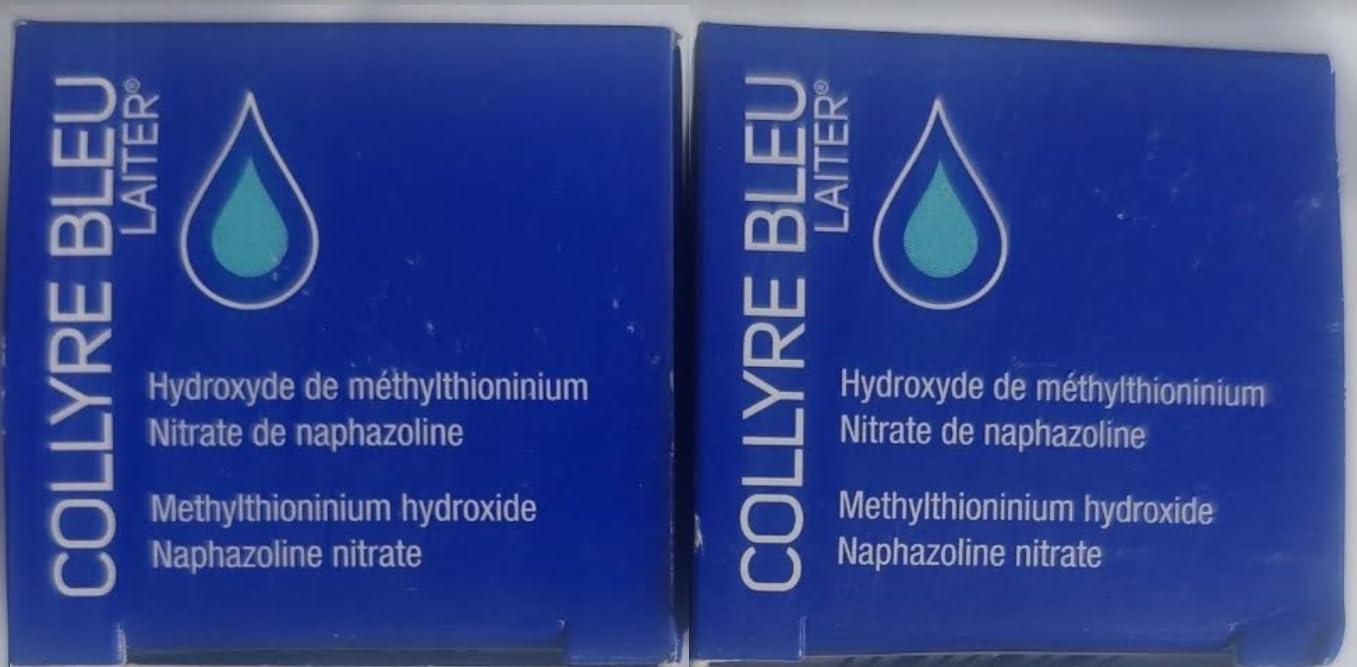 COLLYRE BLEU
LAITER®
Hydroxyde de méthylthioninium
Nitrate de naphazoline
Methylthioninium hydroxide
Naphazoline nitrate
COLLYRE BLEU
LAITER®
Hydroxyde de méthylthioninium
Nitrate de naphazoline
Methylthioninium hydroxide
Naphazoline nitrate